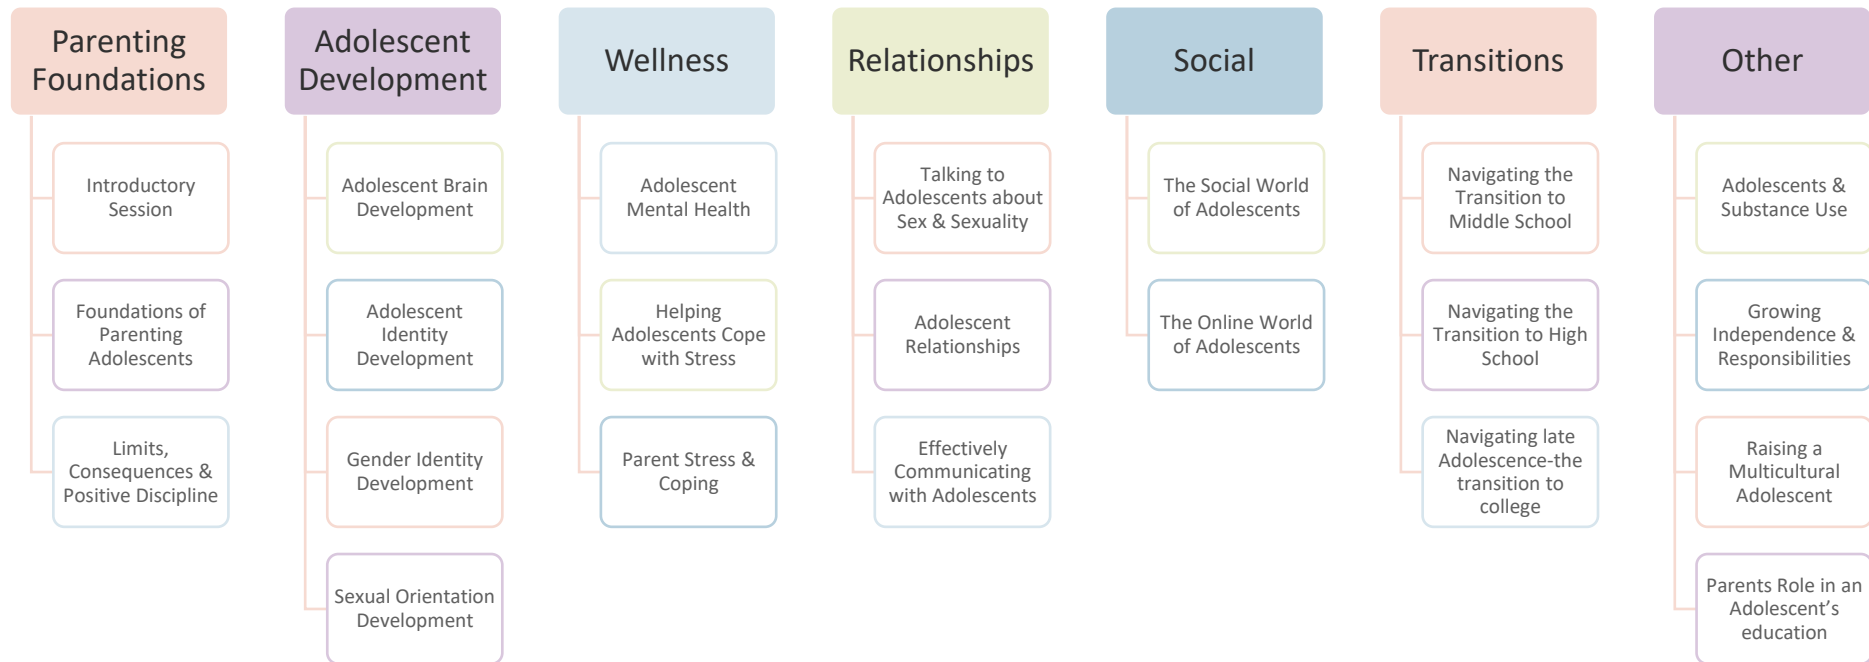 Parenting
Foundations
Introductory
Session
Foundations of
Parenting
Adolescents
Limits,
Consequences &
Positive Discipline
Adolescent
Development
Adolescent Brain
Development
Adolescent
Identity
Development
Gender Identity
Development
Sexual Orientation
Development
Wellness
Adolescent
Mental Health
Helping
Adolescents Cope
with Stress
Parent Stress &
Coping
Relationships
Talking to
Adolescents about
Sex & Sexuality
Adolescent
Relationships
Effectively
Communicating
with Adolescents
Social
The Social World
of Adolescents
The Online World
of Adolescents
Transitions
Navigating the
Transition to
Middle School
Navigating the
Transition to High
School
Navigating late
Adolescence-the
transition to
college
Other
Adolescents &
Substance Use
Growing
Independence &
Responsibilities
Raising a
Multicultural
Adolescent
Parents Role in an
Adolescent’s
education